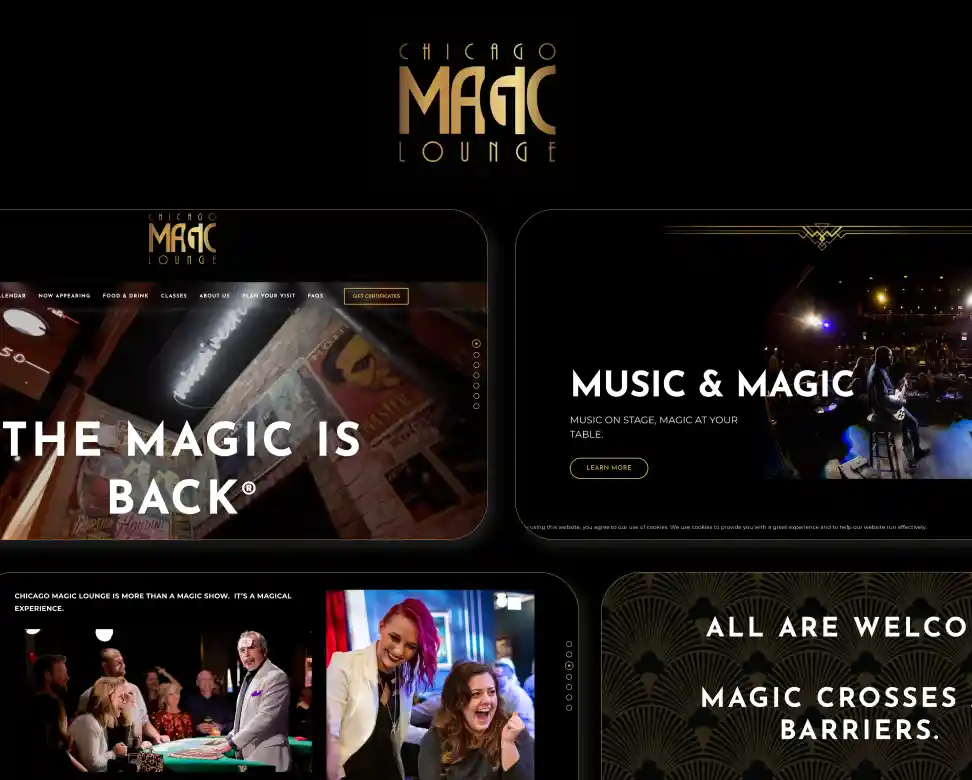 CHICAGO
MAGIC
LOUNGE
CHICAGO
MAGIC
LOUNGE
NOW APPEARING FOOD & DRINK CLASSES ABOUT US PLAN YOUR VISIT FAQS GET CERTIFICATES
50
THE MAGIC IS
BACK®
HOUDINI
MUSIC & MAGIC
MUSIC ON STAGE, MAGIC AT YOUR
TABLE.
LEARN MORE
using this website, you agree to our use of cookies. We use cookies to provide you with a great experience and to help our website run effectively.
CHICAGO MAGIC LOUNGE IS MORE THAN A MAGIC SHOW. IT'S A MAGICAL
EXPERIENCE.
ALL ARE WELCO
MAGIC CROSSES
BARRIERS.